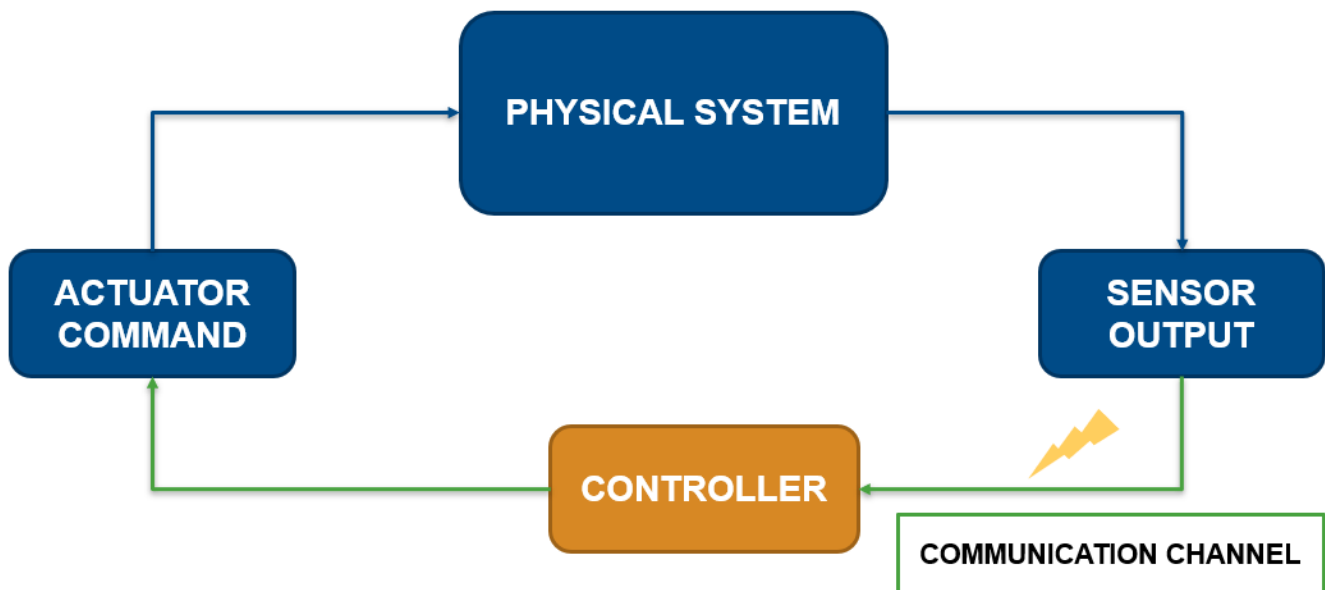 PHYSICAL SYSTEM
ACTUATOR
COMMAND
SENSOR
OUTPUT
CONTROLLER
COMMUNICATION CHANNEL